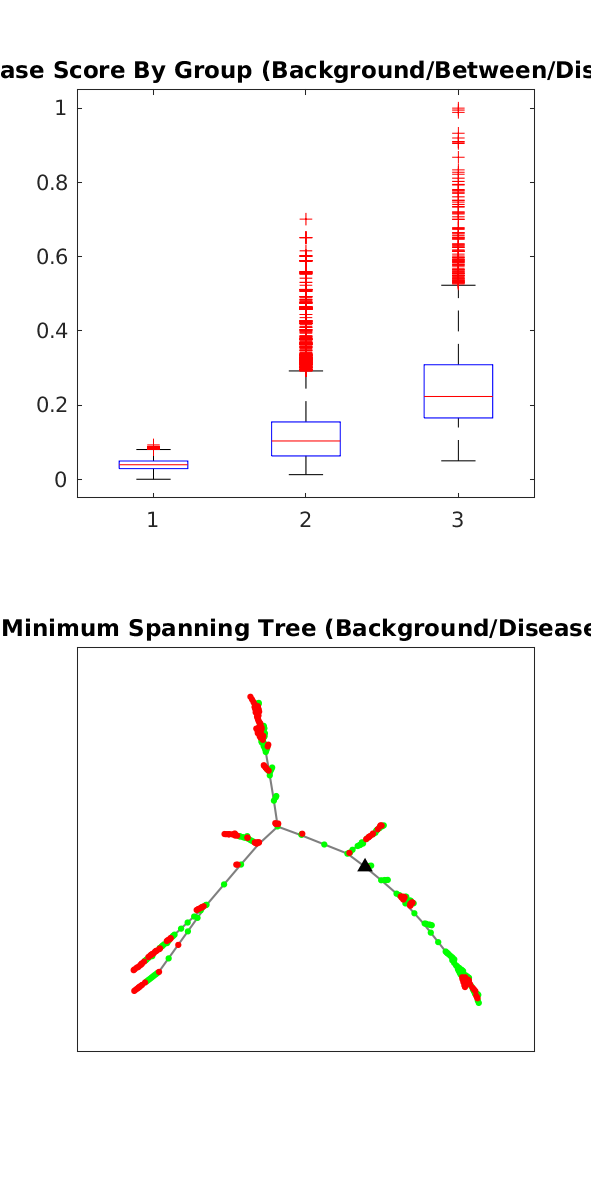 ase Score By Group (Background/Between/Dis
1
0.8
0.6
0.4
0.2
0
1 2 3
Minimum Spanning Tree (Background/Disease